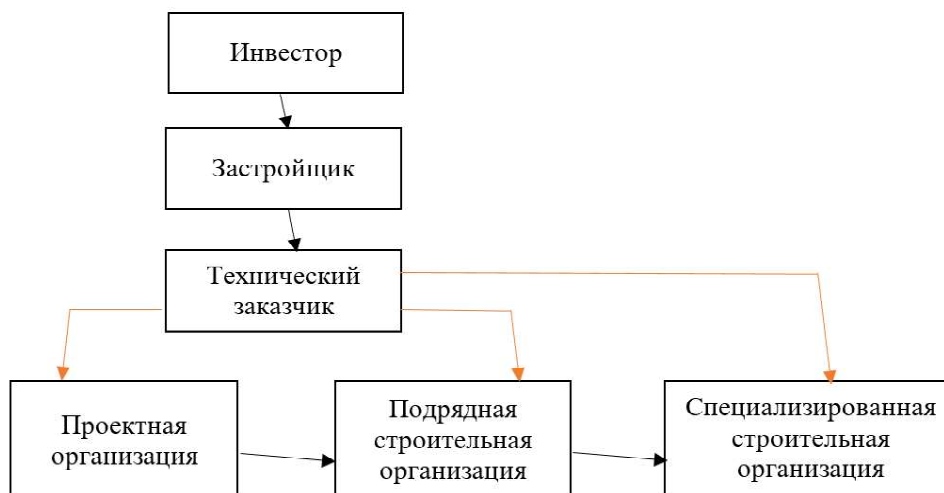 Инвестор
Застройщик
Технический
заказчик
Проектная
организация
Подрядная
строительная
организация
Специализированная
строительная
организация